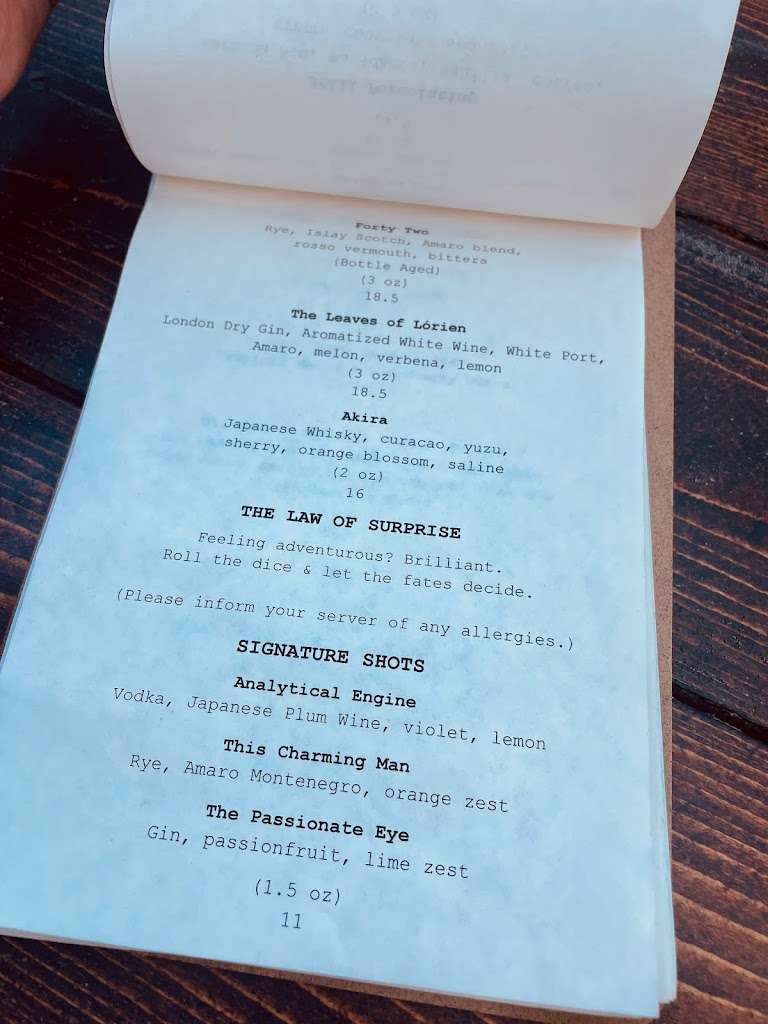 Forty Two
Rye, Islay Scotch, Amaro blend,
rosso vermouth, bitters
(Bottle Aged)
(3 oz)
18.5
The Leaves of Lórien
London Dry Gin, Aromatized White Wine, White Port,
Amaro, melon, verbena, lemon
(3 oz)
18.5
Akira
Japanese Whisky, curacao, yuzu,
sherry, orange blossom, saline
(2 oz)
16
THE LAW OF SURPRISE
Feeling adventurous? Brilliant.
Roll the dice & let the fates decide.
(Please inform your server of any allergies.)
SIGNATURE SHOTS
Analytical Engine
Vodka, Japanese Plum Wine, violet, lemon
This Charming Man
Rye, Amaro Montenegro, orange zest
The Passionate Eye
Gin, passionfruit, lime zest
(1.5 oz)
11